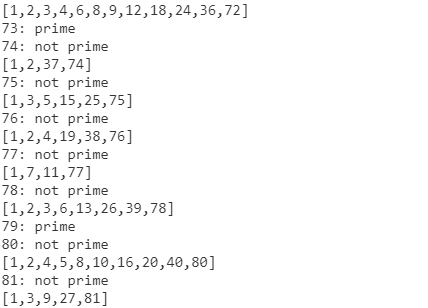 [1,2,3,4,6,8,9,12,18,24,36,72]
73: prime
74: not prime
[1,2,37,74]
75: not prime
[1,3,5,15,25,75]
76: not prime
[1,2,4,19,38,76]
77: not prime
[1,7,11,77]
78: not prime
[1,2,3,6,13,26,39,78]
79: prime
80: not prime
[1,2,4,5,8,10,16,20,40,80]
81: not prime
[1,3,9,27,81]